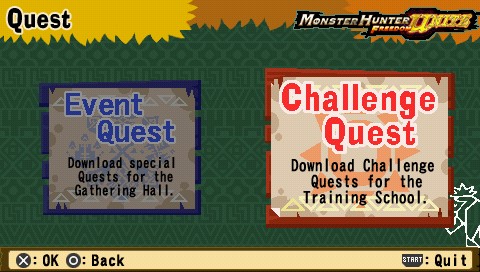 Quest
MONSTER HUNTER
FREEDOM UNITE
Event
Quest
Download special
Quests for the
Gathering Hall.
Challenge
Quest
Download Challenge
Quests for the
Training School.
X: OK O: Back
START: Quit